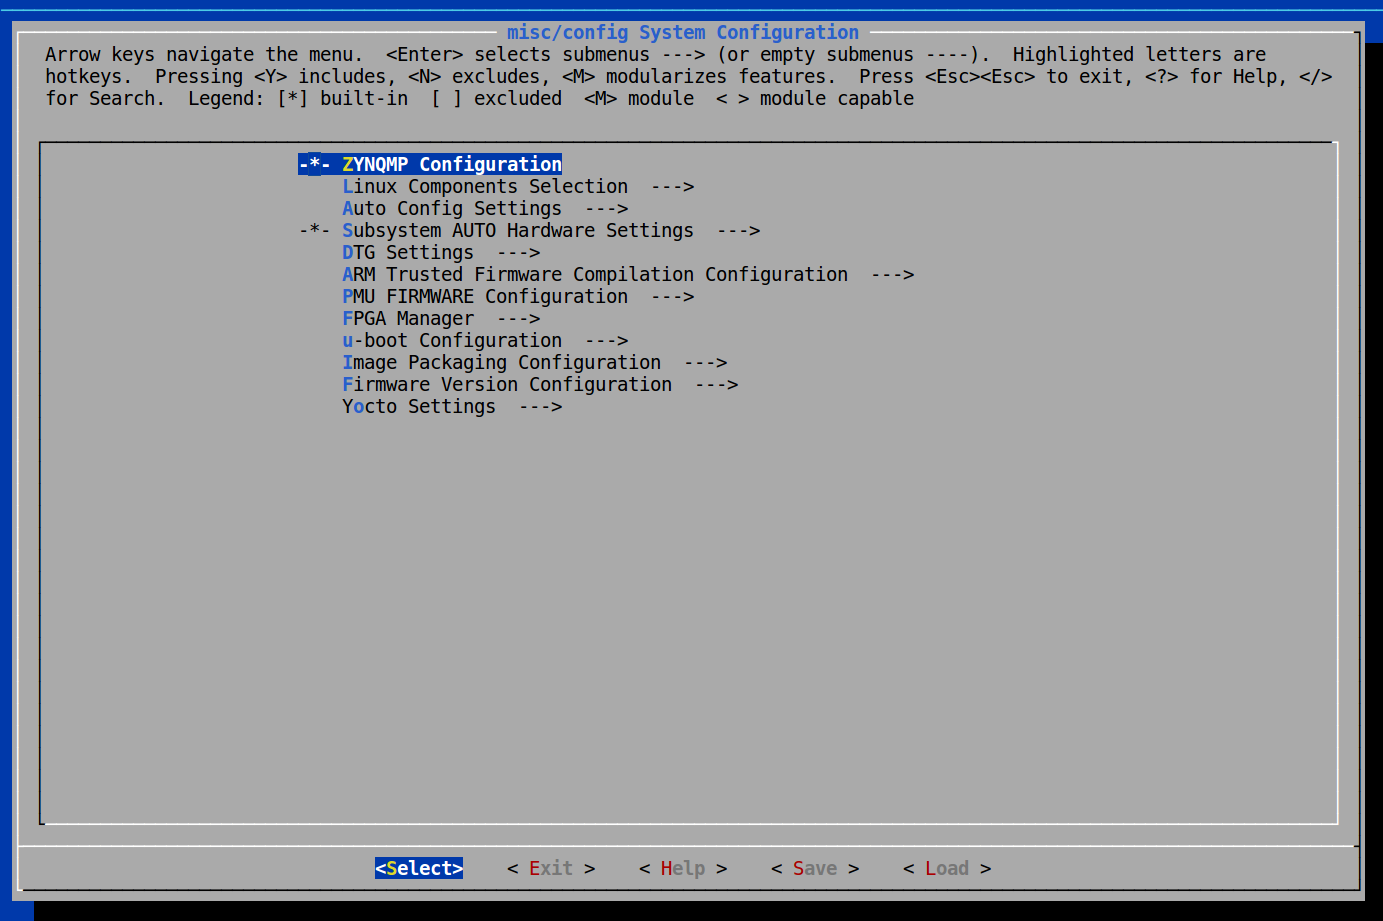 misc/config System Configuration
Arrow keys navigate the menu.  <Enter> selects submenus ---> (or empty submenus ----).  Highlighted letters are
hotkeys.  Pressing <Y> includes, <N> excludes, <M> modularizes features.  Press <Esc><Esc> to exit, <?> for Help, </>
for Search.  Legend: [*] built-in  [ ] excluded  <M> module  < > module capable
-*- ZYNQMP Configuration
Linux Components Selection  --->
Auto Config Settings  --->
-*- Subsystem AUTO Hardware Settings  --->
DTG Settings  --->
ARM Trusted Firmware Compilation Configuration  --->
PMU FIRMWARE Configuration  --->
FPGA Manager  --->
u-boot Configuration  --->
Image Packaging Configuration  --->
Firmware Version Configuration  --->
Yocto Settings  --->
<Select>    < Exit >    < Help >    < Save >    < Load >